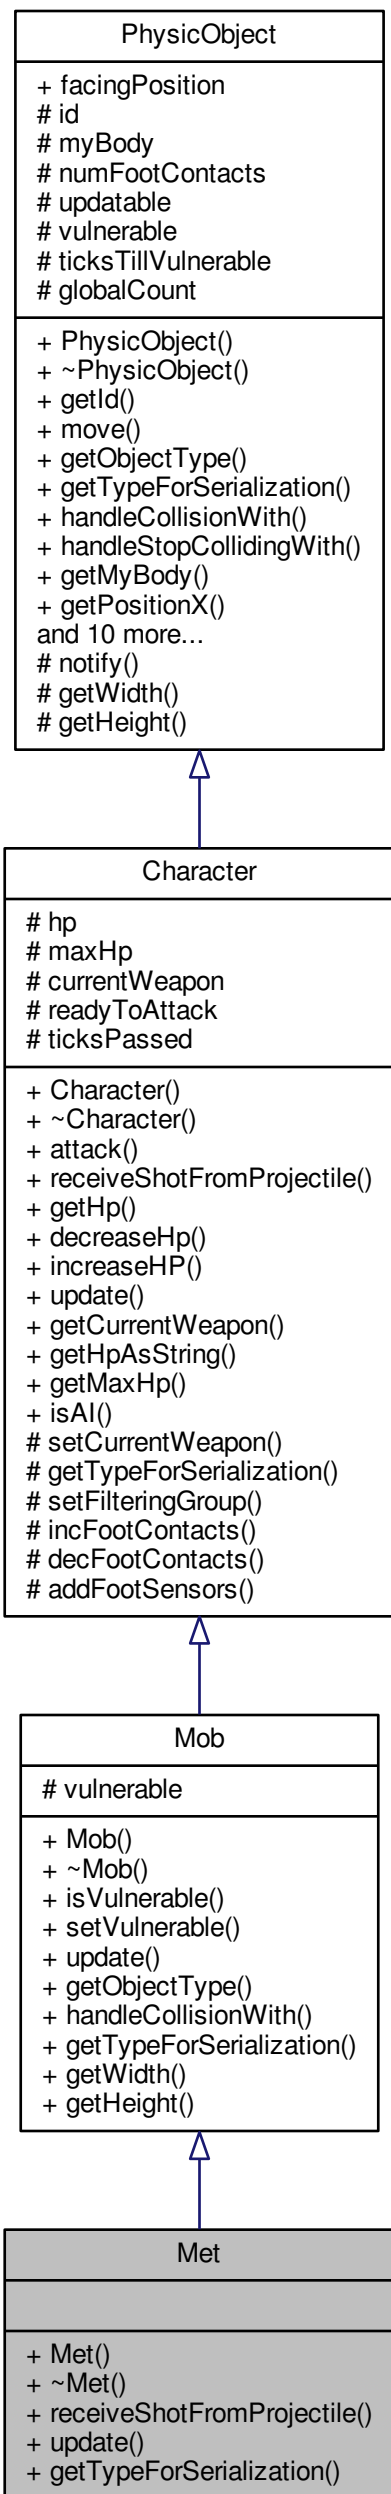 PhysicObject
+ facingPosition
# id
# myBody
# numFootContacts
# updatable
# vulnerable
# ticksTillVulnerable
# globalCount
+ PhysicObject()
+ ~PhysicObject()
+ getId()
+ move()
+ getObjectType()
+ getTypeForSerialization()
+ handleCollisionWith()
+ handleStopCollidingWith()
+ getMyBody()
+ getPositionX()
and 10 more...
# notify()
# getWidth()
# getHeight()
Character
# hp
# maxHp
# currentWeapon
# readyToAttack
# ticksPassed
+ Character()
+ ~Character()
+ attack()
+ receiveShotFromProjectile()
+ getHp()
+ decreaseHp()
+ increaseHP()
+ update()
+ getCurrentWeapon()
+ getHpAsString()
+ getMaxHp()
+ isAI()
# setCurrentWeapon()
# getTypeForSerialization()
# setFilteringGroup()
# incFootContacts()
# decFootContacts()
# addFootSensors()
Mob
# vulnerable
+ Mob()
+ ~Mob()
+ isVulnerable()
+ setVulnerable()
+ update()
+ getObjectType()
+ handleCollisionWith()
+ getTypeForSerialization()
+ getWidth()
+ getHeight()
Met
+ Met()
+ ~Met()
+ receiveShotFromProjectile()
+ update()
+ getTypeForSerialization()